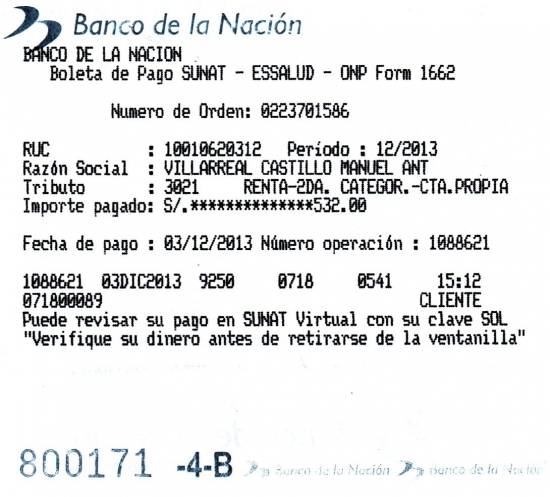 Banco de la Nación
BANCO DE LA NACION
Boleta de Pago SUNAT - ESSALUD - ONP Form 1662
Numero de Orden: 0223701586
RUC : 10010620312 Período : 12/2013
Razón Social : VILLARREAL CASTILLO MANUEL ANT
Tributo : 3021 RENTA-2DA. CATEGOR.-CTA.PROPIA
Importe pagado: S/.**************532.00
Fecha de pago : 03/12/2013 Número operación : 1088621
1088621 03DIC2013 9250 0718 0541 15:12
071800089 CLIENTE
Puede revisar su pago en SUNAT Virtual con su clave SOL
"Verifique su dinero antes de retirarse de la ventanilla"
800171 -4-B Banco de la Nación Banco de la Nación